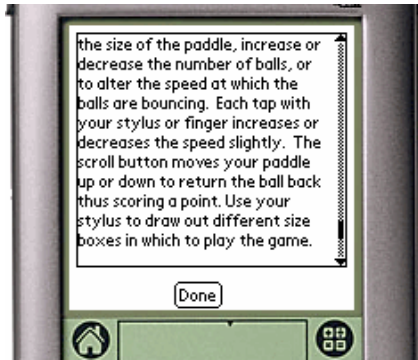 the size of the paddle, increase or
decrease the number of balls, or
to alter the speed at which the
balls are bouncing.  Each tap with
your stylus or finger increases or
decreases the speed slightly.  The
scroll button moves your paddle
up or down to return the ball back
thus scoring a point. Use your
stylus to draw out different size
boxes in which to play the game.
Done